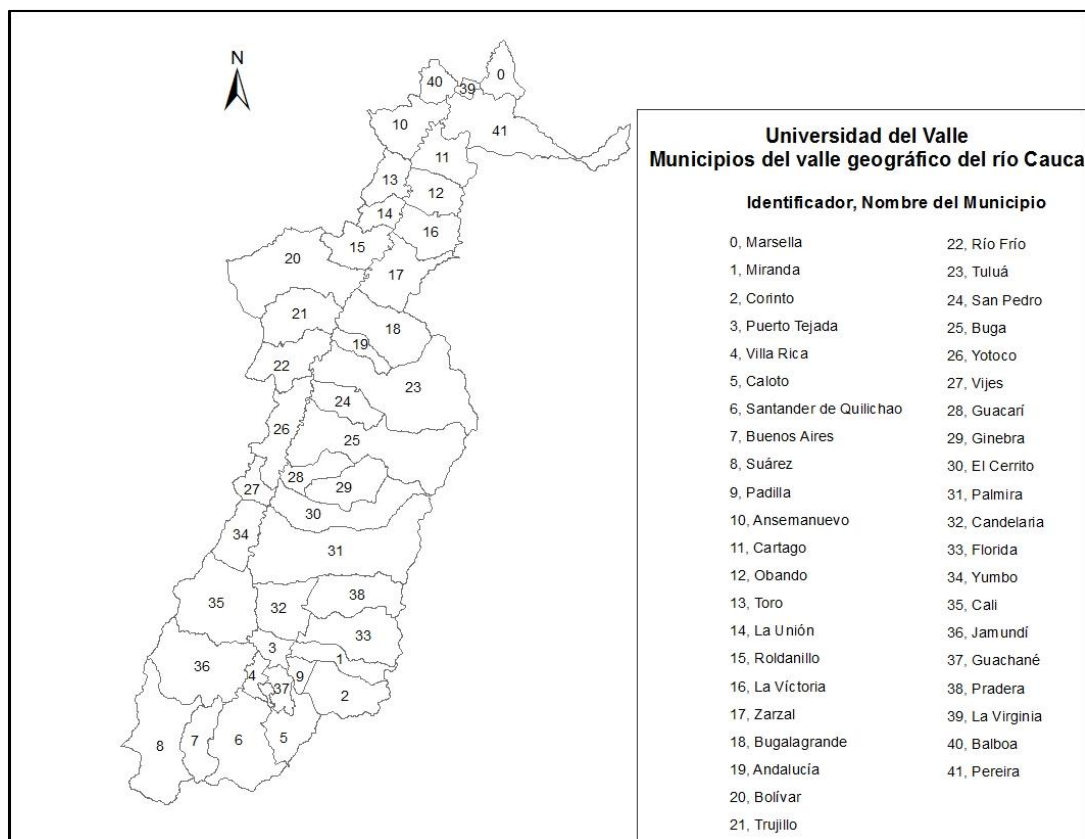 N
40
39
0
10
41
11
13
12
14
16
15
20
17
21
18
19
22
23
24
26
25
28
29
27
30
34
31
38
35
32
33
3
1
36
4
9
37
2
5
6
7
8
Universidad del Valle
Municipios del valle geográfico del río Cauca
Identificador, Nombre del Municipio
0, Marsella
1, Miranda
2, Corinto
3, Puerto Tejada
4, Villa Rica
5, Caloto
6, Santander de Quilichao
7, Buenos Aires
8, Suárez
9, Padilla
10, Ansemanuevo
11, Cartago
12, Obando
13, Toro
14, La Unión
15, Roldanillo
16, La Víctoria
17, Zarzal
18, Bugalagrande
19, Andalucía
20, Bolívar
21, Trujillo
22, Río Frío
23, Tuluá
24, San Pedro
25, Buga
26, Yotoco
27, Vijes
28, Guacarí
29, Ginebra
30, El Cerrito
31, Palmira
32, Candelaria
33, Florida
34, Yumbo
35, Cali
36, Jamundí
37, Guachané
38, Pradera
39, La Virginia
40, Balboa
41, Pereira